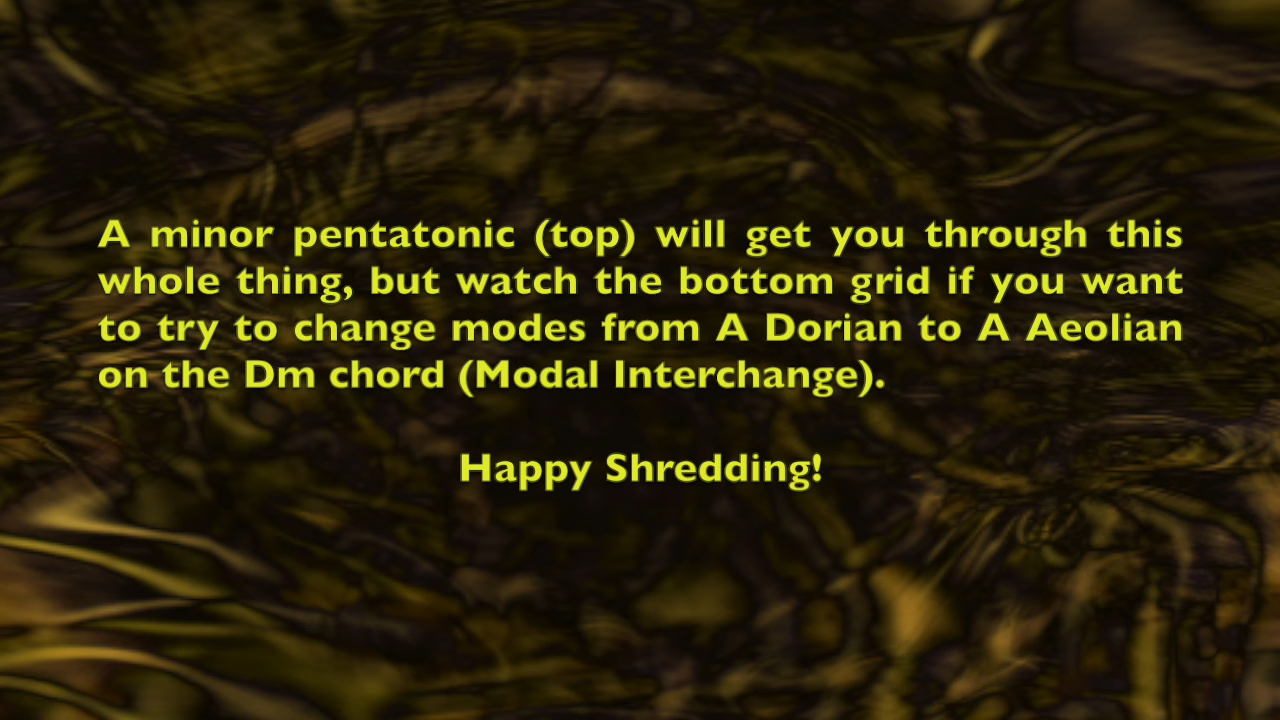 A minor pentatonic (top) will get you through this
whole thing, but watch the bottom grid if you want
to try to change modes from A Dorian to A Aeolian
on the Dm chord (Modal Interchange).
Happy Shredding!